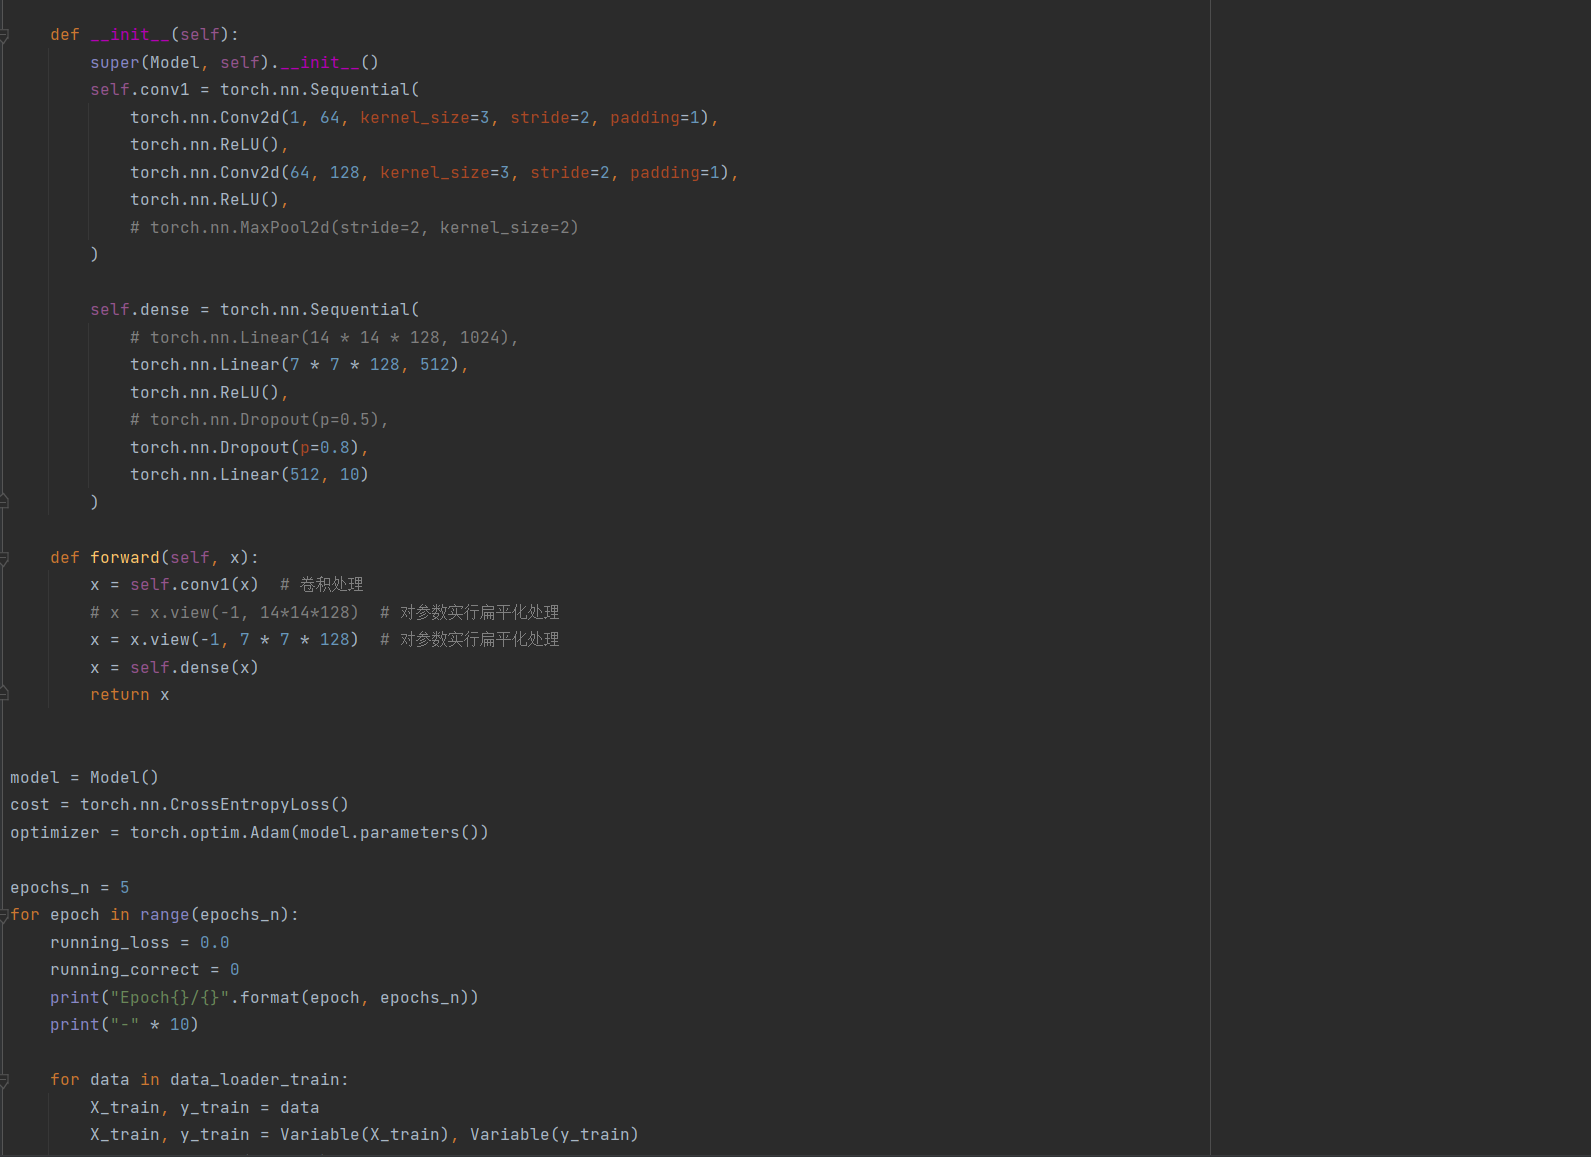 def __init__(self):
super(Model, self).__init__()
self.conv1 = torch.nn.Sequential(
torch.nn.Conv2d(1, 64, kernel_size=3, stride=2, padding=1),
torch.nn.ReLU(),
torch.nn.Conv2d(64, 128, kernel_size=3, stride=2, padding=1),
torch.nn.ReLU(),
# torch.nn.MaxPool2d(stride=2, kernel_size=2)
)
self.dense = torch.nn.Sequential(
# torch.nn.Linear(14 * 14 * 128, 1024),
torch.nn.Linear(7 * 7 * 128, 512),
torch.nn.ReLU(),
# torch.nn.Dropout(p=0.5),
torch.nn.Dropout(p=0.8),
torch.nn.Linear(512, 10)
)
def forward(self, x):
x = self.conv1(x)  # 卷积处理
# x = x.view(-1, 14*14*128)  # 对参数实行扁平化处理
x = x.view(-1, 7 * 7 * 128)  # 对参数实行扁平化处理
x = self.dense(x)
return x
model = Model()
cost = torch.nn.CrossEntropyLoss()
optimizer = torch.optim.Adam(model.parameters())
epochs_n = 5
for epoch in range(epochs_n):
running_loss = 0.0
running_correct = 0
print("Epoch{}/{}".format(epoch, epochs_n))
print("-" * 10)
for data in data_loader_train:
X_train, y_train = data
X_train, y_train = Variable(X_train), Variable(y_train)